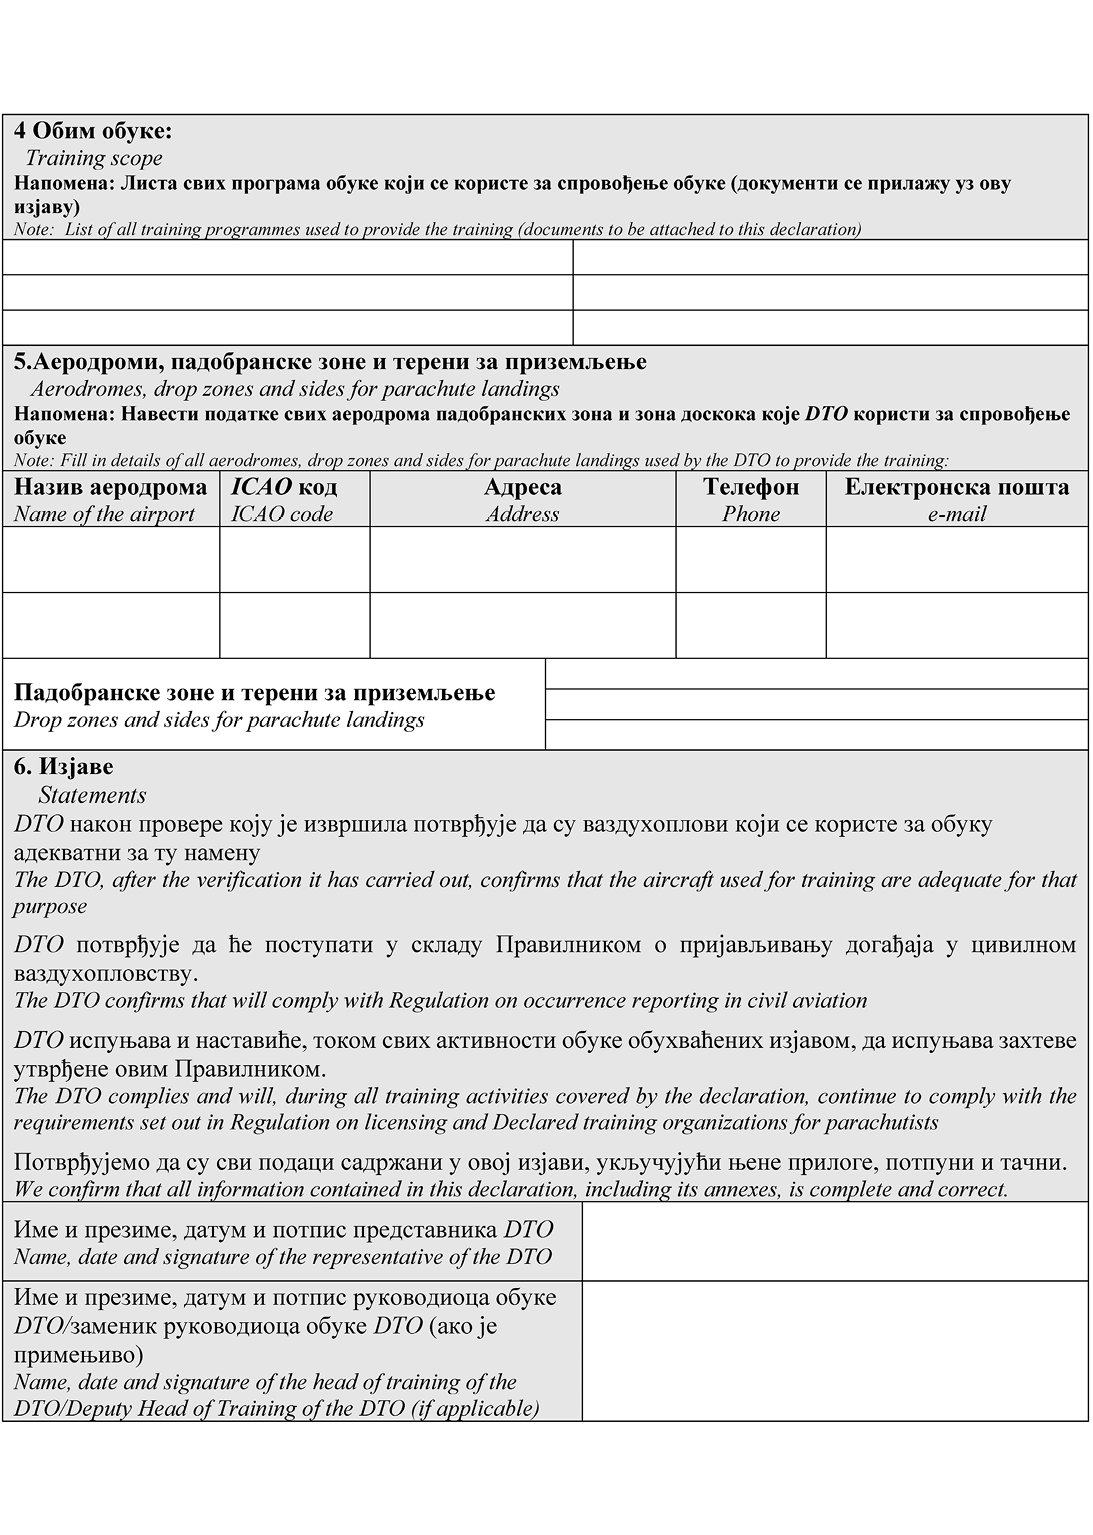 4 Обим обуке:
Training scope
Напомена: Листа свих програма обуке који се користе за спровођење обуке (документи се прилажу уз ову
изјаву)
Note: List of all training programmes used to provide the training (documents to be attached to this declaration)
5.Аеродроми, падобранске зоне и терени за приземљење
Aerodromes, drop zones and sides for parachute landings
Напомена: Навести податке свих аеродрома падобранских зона и зона доскока које DTO користи за спровођење
обуке
Note: Fill in details of all aerodromes, drop zones and sides for parachute landings used by the DTO to provide the training:
Назив аеродрома ICAO код Адреса Телефон Електронска пошта
Name of the airport ICAO code Address Phone e-mail
Падобранске зоне и терени за приземљење
Drop zones and sides for parachute landings
6. Изјаве
Statements
DTO након провере коју је извршила потврђује да су ваздухоплови који се користе за обуку
адекватни за ту намену
The DTO, after the verification it has carried out, confirms that the aircraft used for training are adequate for that
purpose
DTO потврђује да ће поступати у складу Правилником о пријављивању догађаја у цивилном
ваздухопловству.
The DTO confirms that will comply with Regulation on occurrence reporting in civil aviation
DTO испуњава и наставиће, током свих активности обуке обухваћених изјавом, да испуњава захтеве
утврђене овим Правилником.
The DTO complies and will, during all training activities covered by the declaration, continue to comply with the
requirements set out in Regulation on licensing and Declared training organizations for parachutists
Потврђујемо да су сви подаци садржани у овој изјави, укључујући њене прилоге, потпуни и тачни.
We confirm that all information contained in this declaration, including its annexes, is complete and correct.
Име и презиме, датум и потпис представника DTO
Name, date and signature of the representative of the DTO
Име и презиме, датум и потпис руководиоца обуке
DTO/заменик руководиоца обуке DTO (ако је
примењиво)
Name, date and signature of the head of training of the
DTO/Deputy Head of Training of the DTO (if applicable)